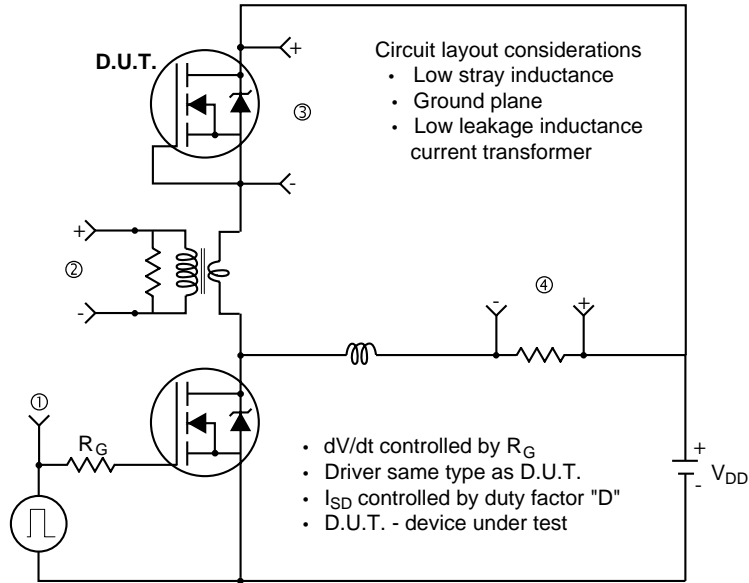 D.U.T.
+
Circuit layout considerations
• Low stray inductance
• Ground plane
• Low leakage inductance
current transformer
③
-
+
②
-
④
-
+
①
R_G
• dV/dt controlled by R_G
• Driver same type as D.U.T.
• I_SD controlled by duty factor "D"
• D.U.T. - device under test
+
V_DD
-